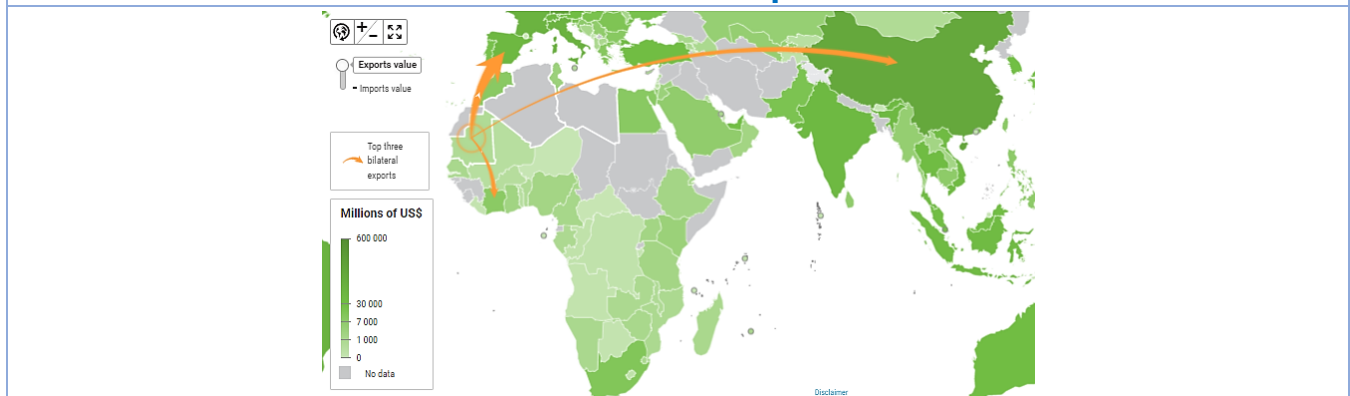 Exports value
Imports value
Top three
bilateral
exports
Millions of US$
600 000
30 000
7 000
1 000
0
No data
Disclaimer